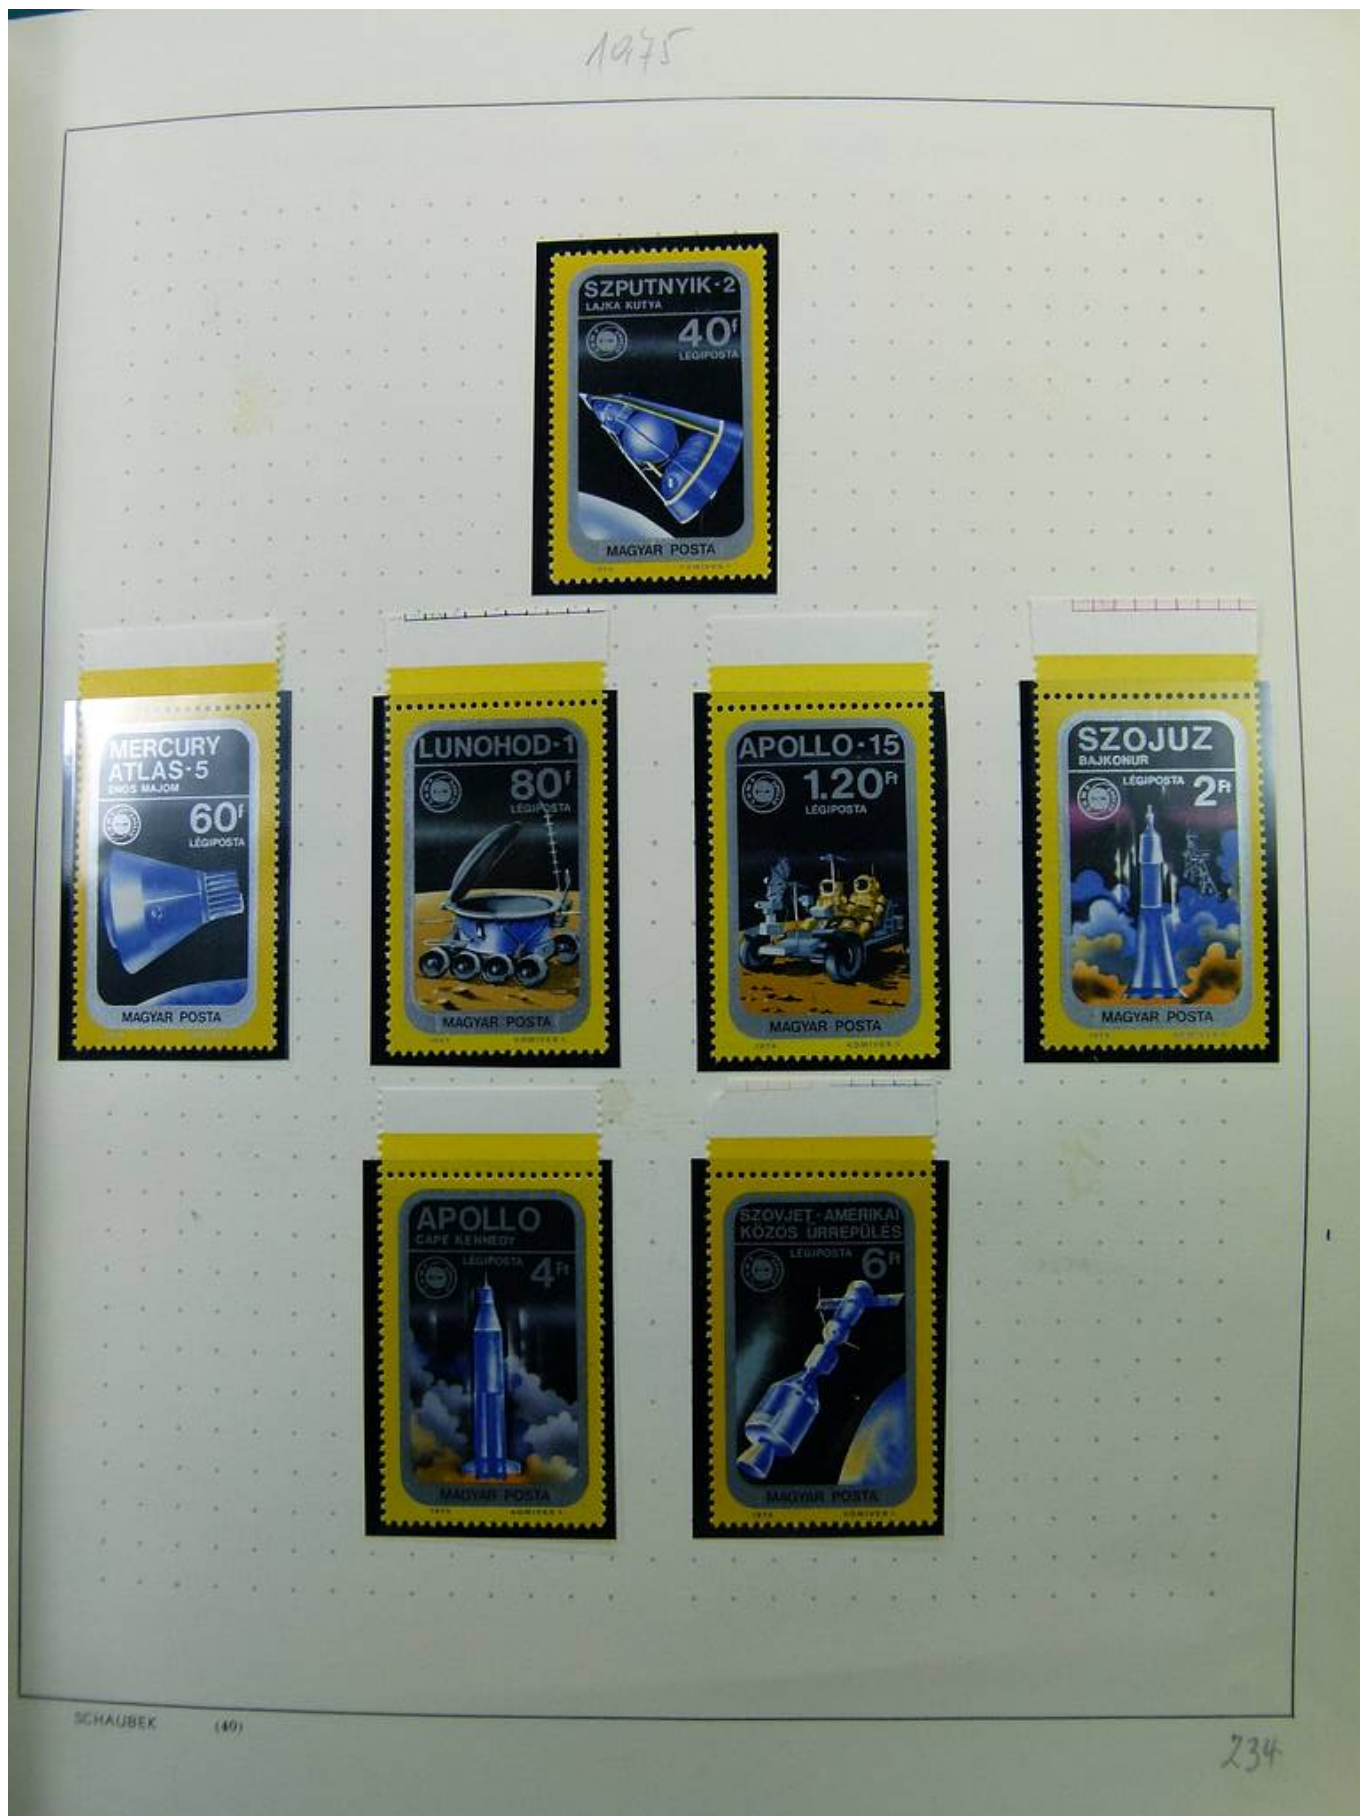 1975
SZPUTNYIK-2
LAJKA KUTYA
40f
LÉGIPOSTA
MAGYAR POSTA
MERCURY
ATLAS-5
ENOS MAJOM
60f
LÉGIPOSTA
MAGYAR POSTA
LUNOHOD-1
80f
LÉGIPOSTA
MAGYAR POSTA
APOLLO-15
1.20Ft
LÉGIPOSTA
MAGYAR POSTA
SZOJUZ
BAJKONUR
LÉGIPOSTA
2Ft
MAGYAR POSTA
APOLLO
CAPE KENNEDY
LÉGIPOSTA
4Ft
MAGYAR POSTA
SZOVJET-AMERIKAI
KÖZÖS ŰRREPÜLÉS
LÉGIPOSTA
6Ft
MAGYAR POSTA
SCHAUBEK (40)
234